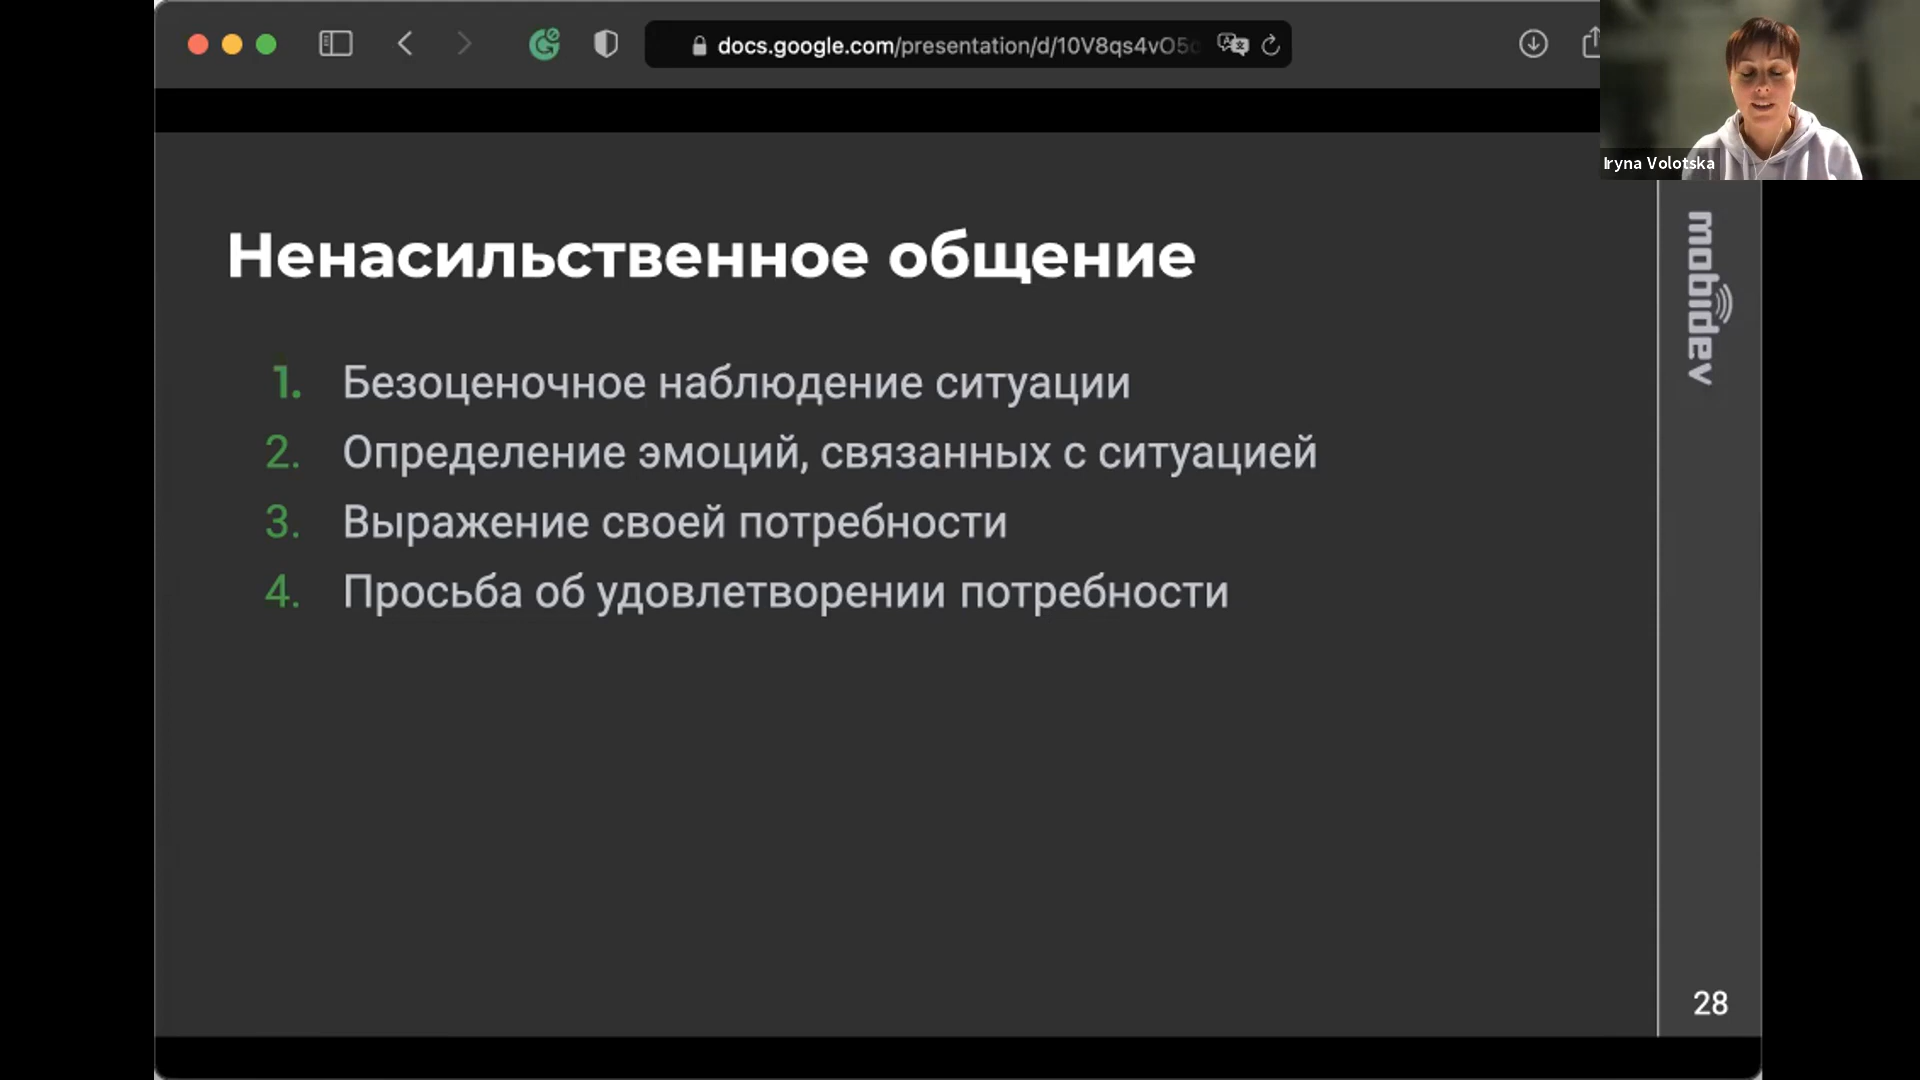 docs.google.com/presentation/d/10V8qs4vO5
Iryna Volotska
mobidev
Ненасильственное общение
1. Безоценочное наблюдение ситуации
2. Определение эмоций, связанных с ситуацией
3. Выражение своей потребности
4. Просьба об удовлетворении потребности
28